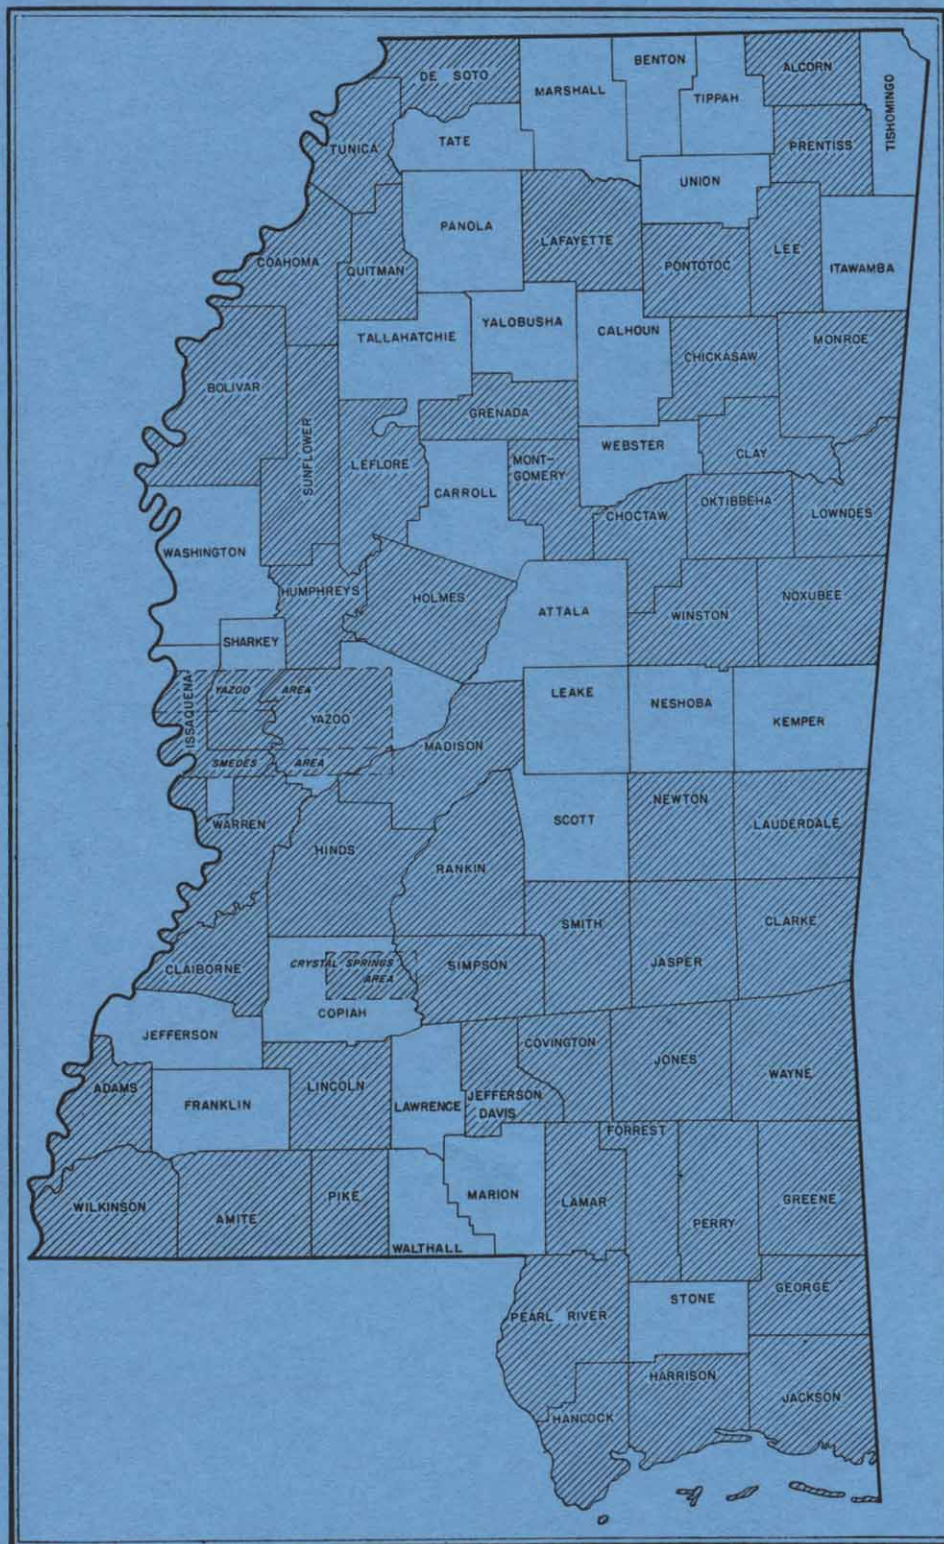 DE SOTO
BENTON
ALCORN
MARSHALL
TIPPAH
TISHOMINGO
TUNICA
TATE
PRENTISS
UNION
PANOLA
LAFAYETTE
LEE
COAHOMA
QUITMAN
PONTOTOC
ITAWAMBA
TALLAHATCHIE
YALOBUSHA
CALHOUN
MONROE
CHICKASAW
BOLIVAR
GRENADA
SUNFLOWER
LEFLORE
MONT-
GOMERY
WEBSTER
CLAY
CARROLL
CHOCTAW
OKTIBBEHA
LOWNDES
WASHINGTON
HUMPHREYS
HOLMES
ATTALA
WINSTON
NOXUBEE
SHARKEY
ISSAQUENA
YAZOO AREA
YAZOO
LEAKE
NESHOBA
KEMPER
MADISON
SMEDES AREA
WARREN
SCOTT
NEWTON
LAUDERDALE
HINDS
RANKIN
SMITH
CLARKE
CLAIBORNE
CRYSTAL SPRINGS
AREA
SIMPSON
JASPER
COPIAH
JEFFERSON
COVINGTON
JONES
WAYNE
ADAMS
FRANKLIN
LINCOLN
LAWRENCE
JEFFERSON
DAVIS
FORREST
WILKINSON
AMITE
PIKE
MARION
LAMAR
PERRY
GREENE
WALTHALL
STONE
GEORGE
PEARL RIVER
HARRISON
JACKSON
HANCOCK